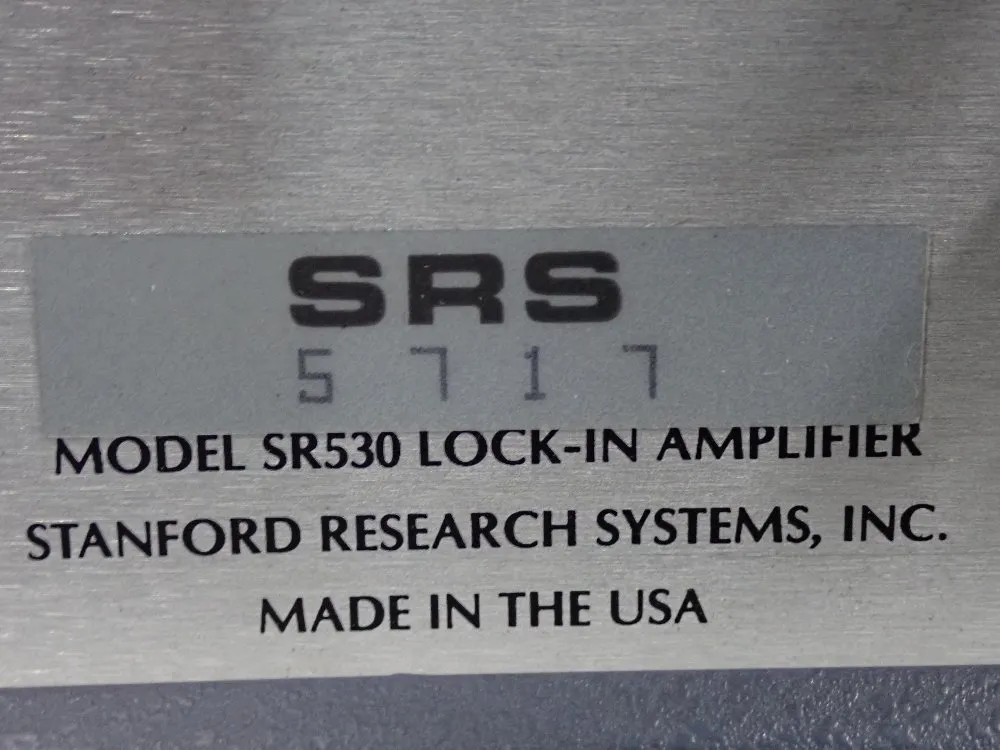 SRS
5717
MODEL SR530 LOCK-IN AMPLIFIER
STANFORD RESEARCH SYSTEMS, INC.
MADE IN THE USA